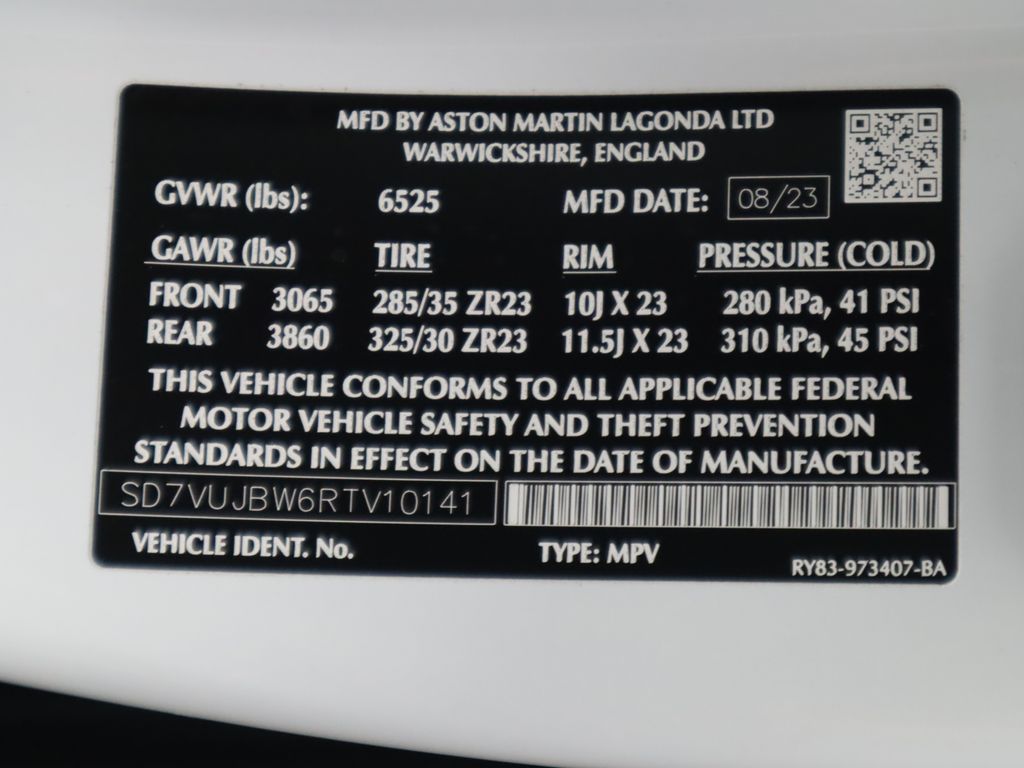 MFD BY ASTON MARTIN LAGONDA LTD
WARWICKSHIRE, ENGLAND
GVWR (lbs): 6525 MFD DATE: 08/23
GAWR (lbs) TIRE RIM PRESSURE (COLD)
FRONT 3065 285/35 ZR23 10J X 23 280 kPa, 41 PSI
REAR 3860 325/30 ZR23 11.5J X 23 310 kPa, 45 PSI
THIS VEHICLE CONFORMS TO ALL APPLICABLE FEDERAL
MOTOR VEHICLE SAFETY AND THEFT PREVENTION
STANDARDS IN EFFECT ON THE DATE OF MANUFACTURE.
SD7VUJBW6RTV10141
VEHICLE IDENT. No. TYPE: MPV RY83-973407-BA